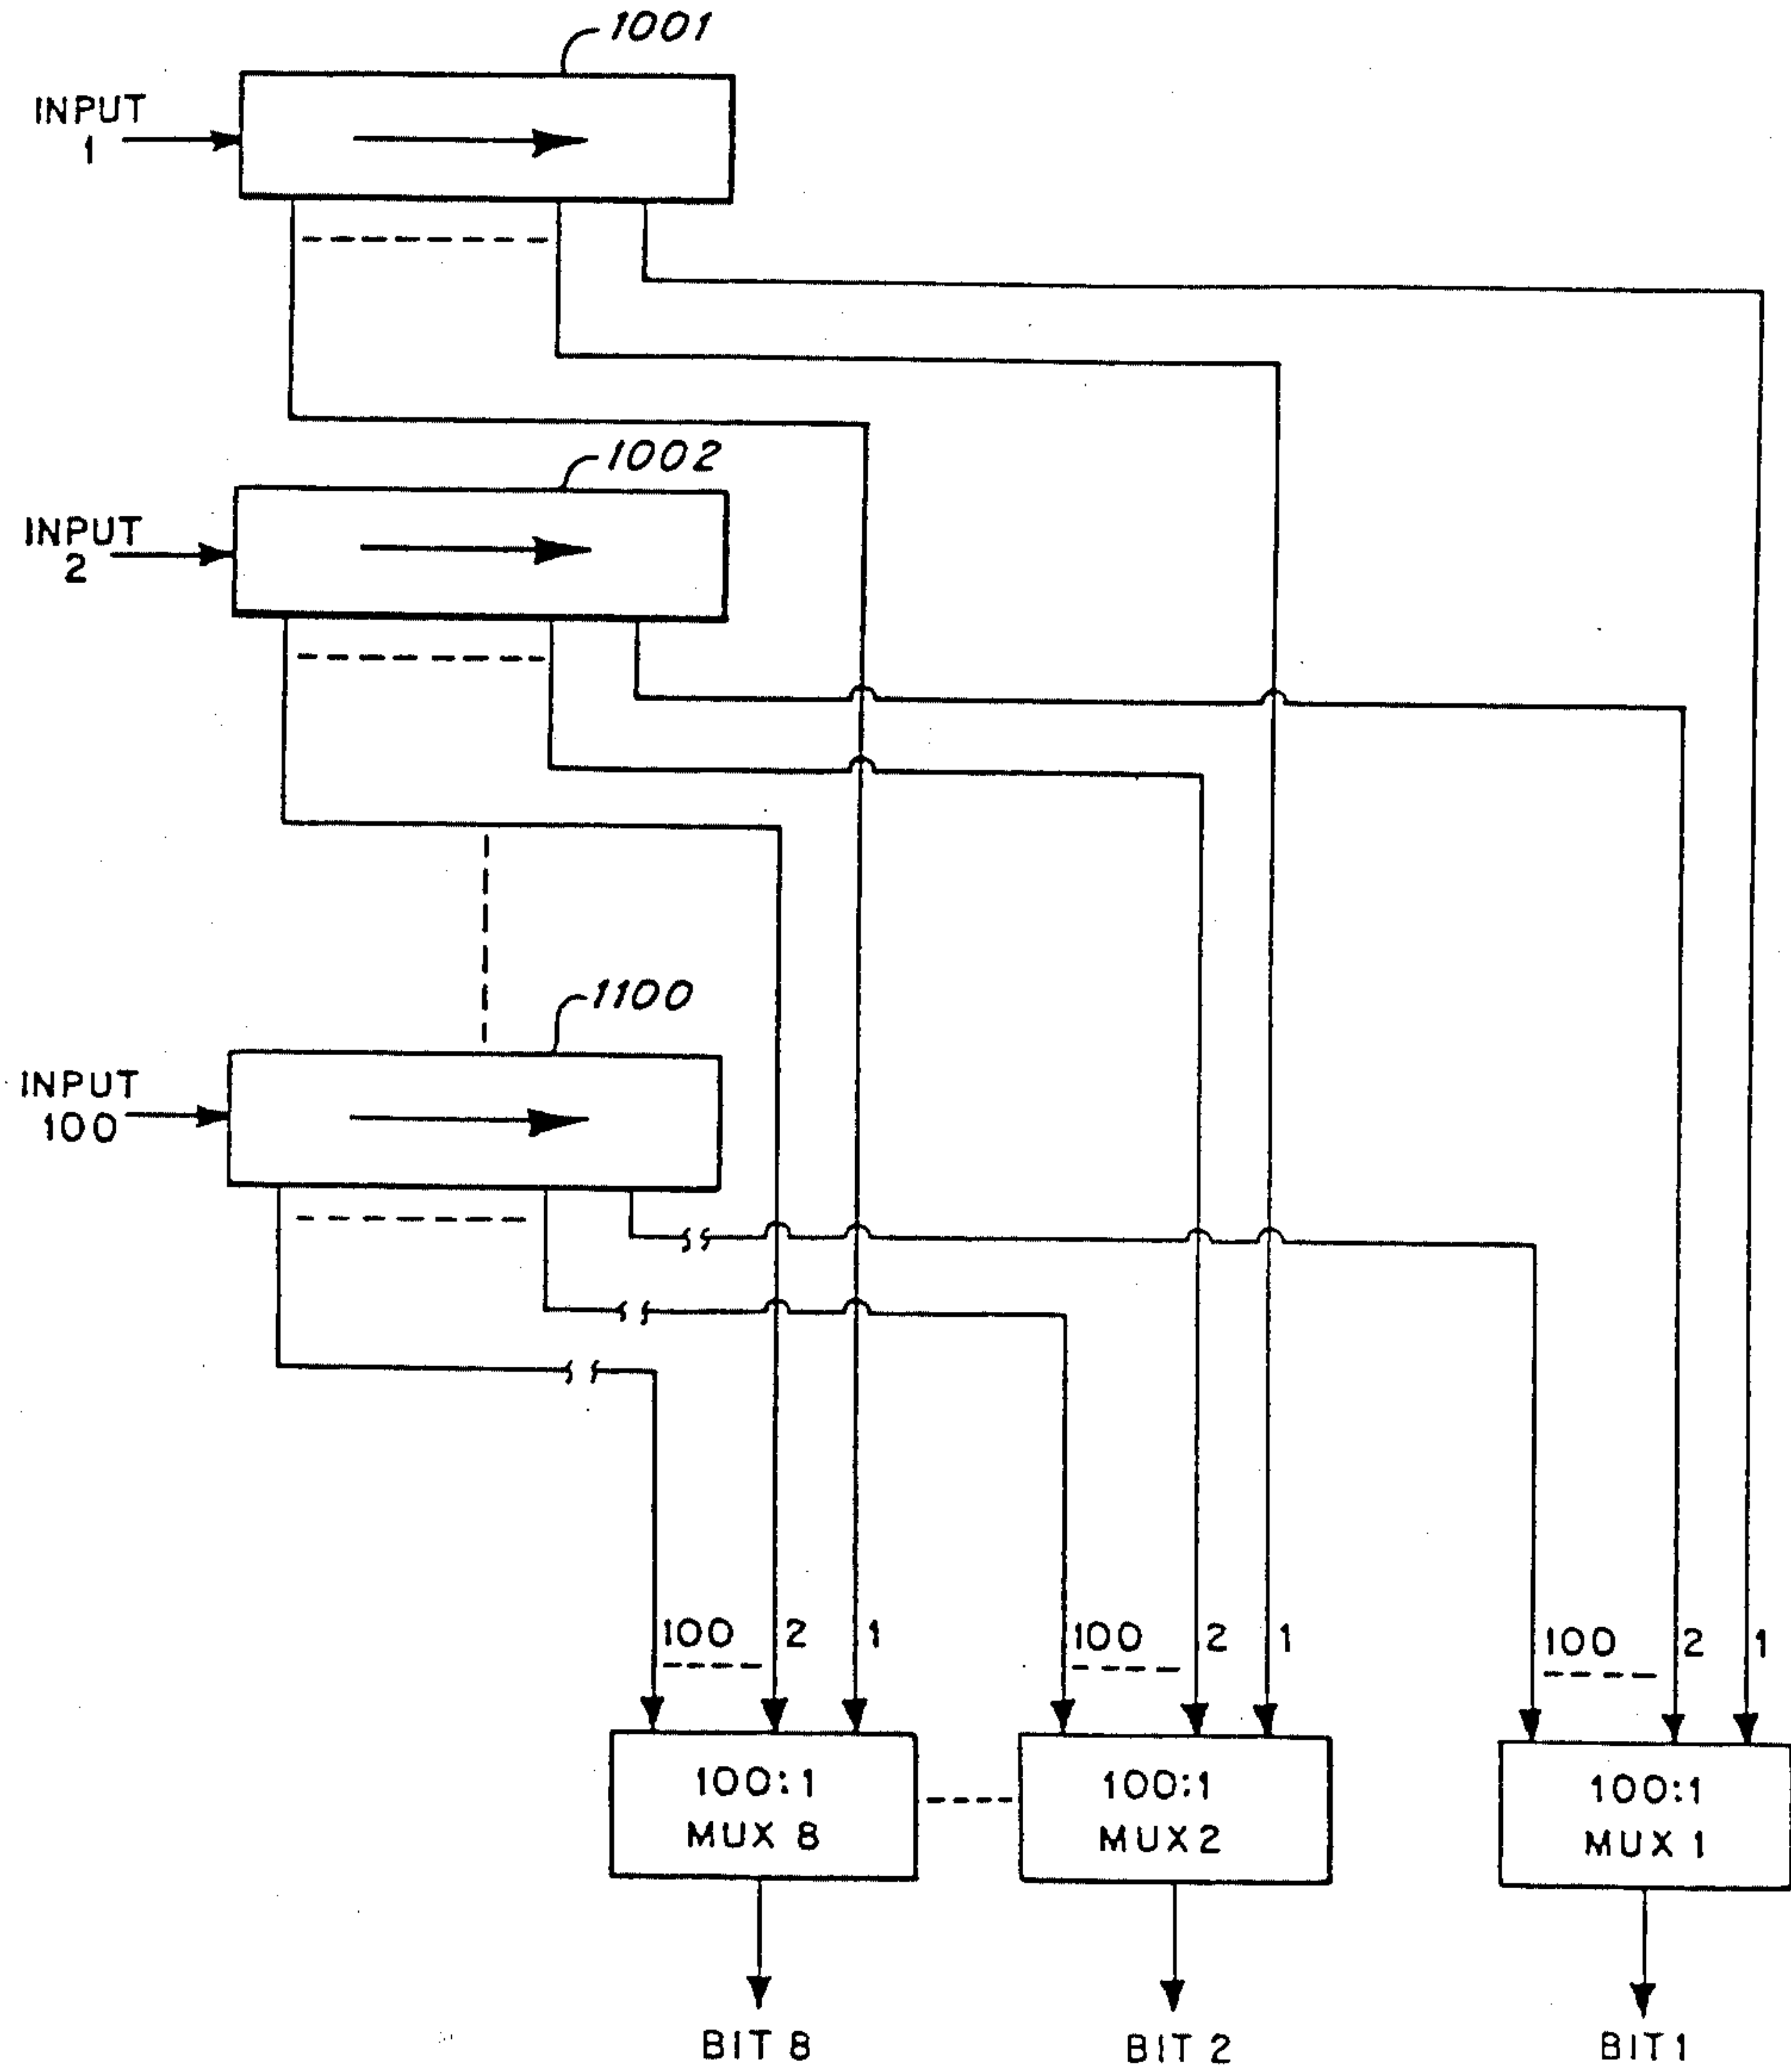 1001
INPUT
1
1002
INPUT
2
1100
INPUT
100
100 2 1 100 2 1 100 2 1
100:1
MUX 8
100:1
MUX 2
100:1
MUX 1
BIT 8 BIT 2 BIT 1